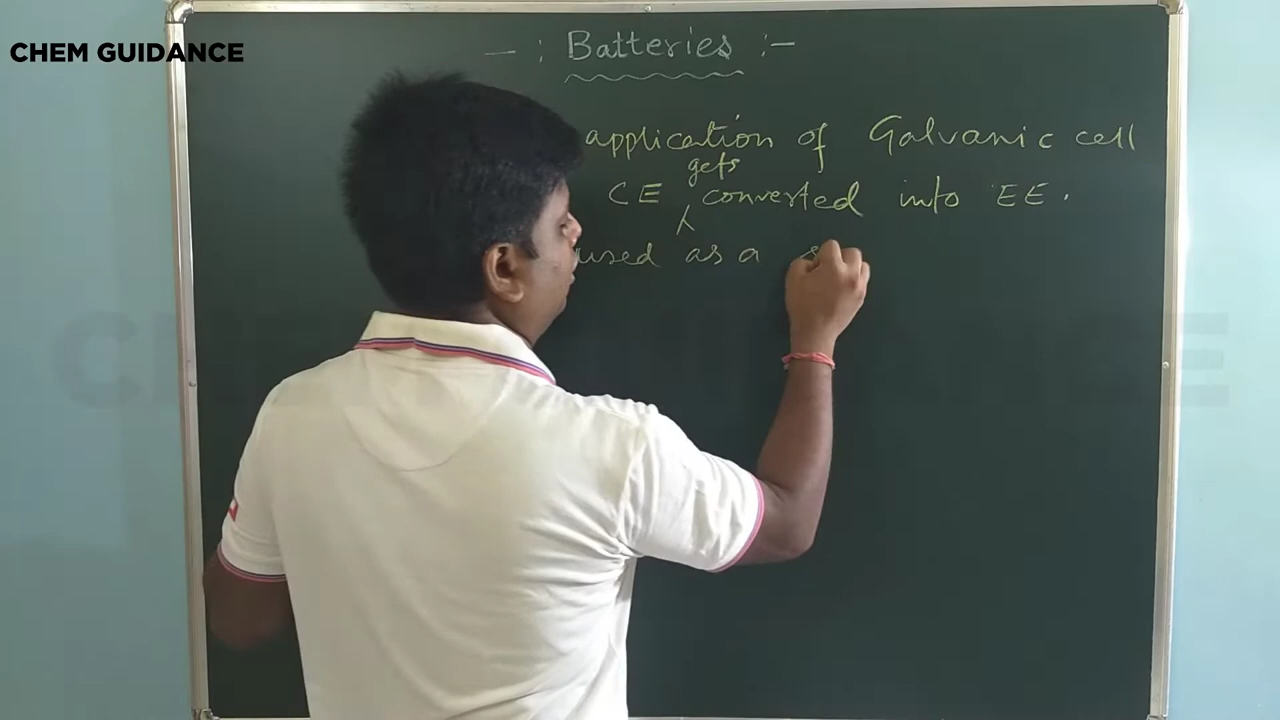 CHEM GUIDANCE
- : Batteries :-
application of Galvanic cell
gets
CE converted into EE.
used as a